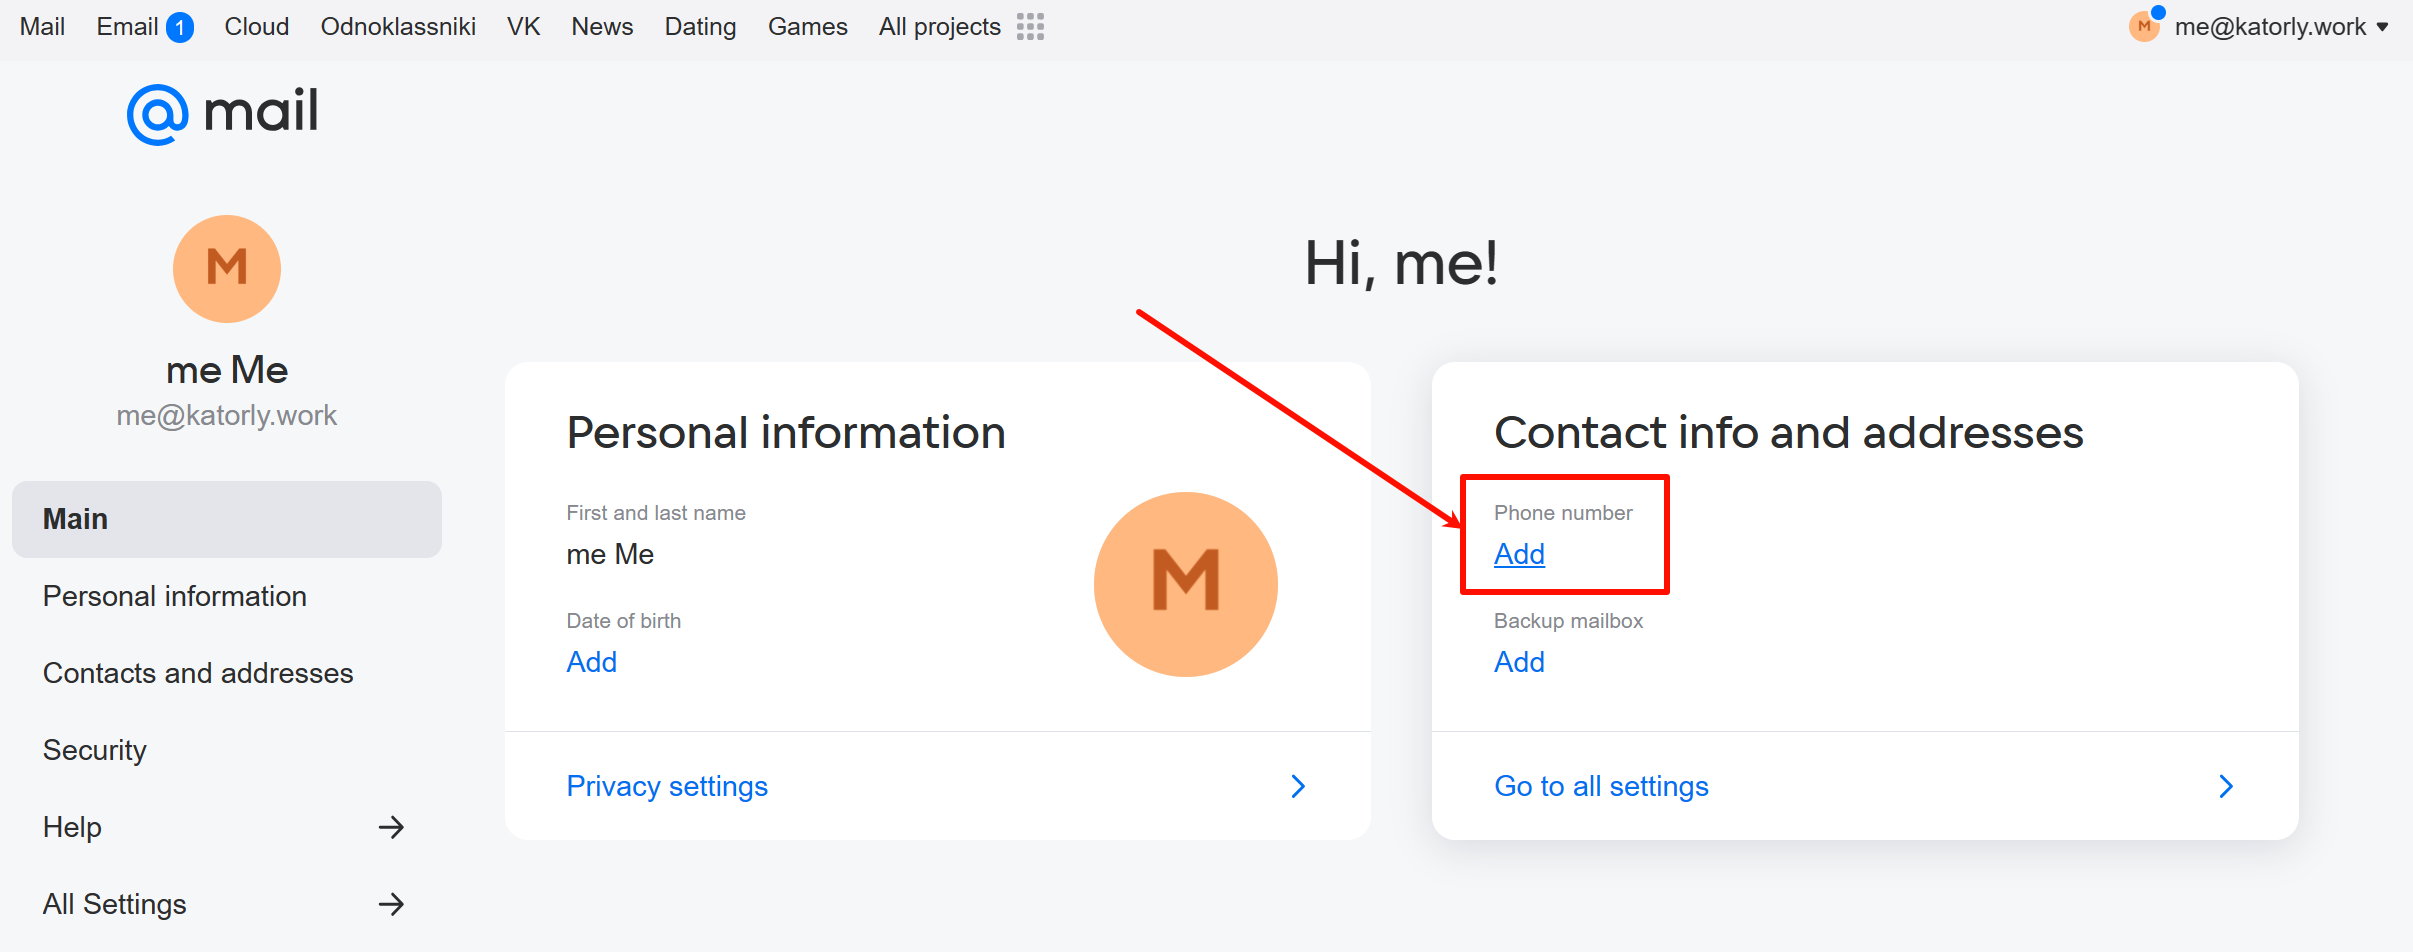 Mail Email 1 Cloud Odnoklassniki VK News Dating Games All projects M me@katorly.work
@mail
M
me Me
me@katorly.work
Main
Personal information
Contacts and addresses
Security
Help
All Settings
Hi, me!
Personal information
First and last name
me Me
Date of birth
Add
M
Privacy settings
Contact info and addresses
Phone number
Add
Backup mailbox
Add
Go to all settings